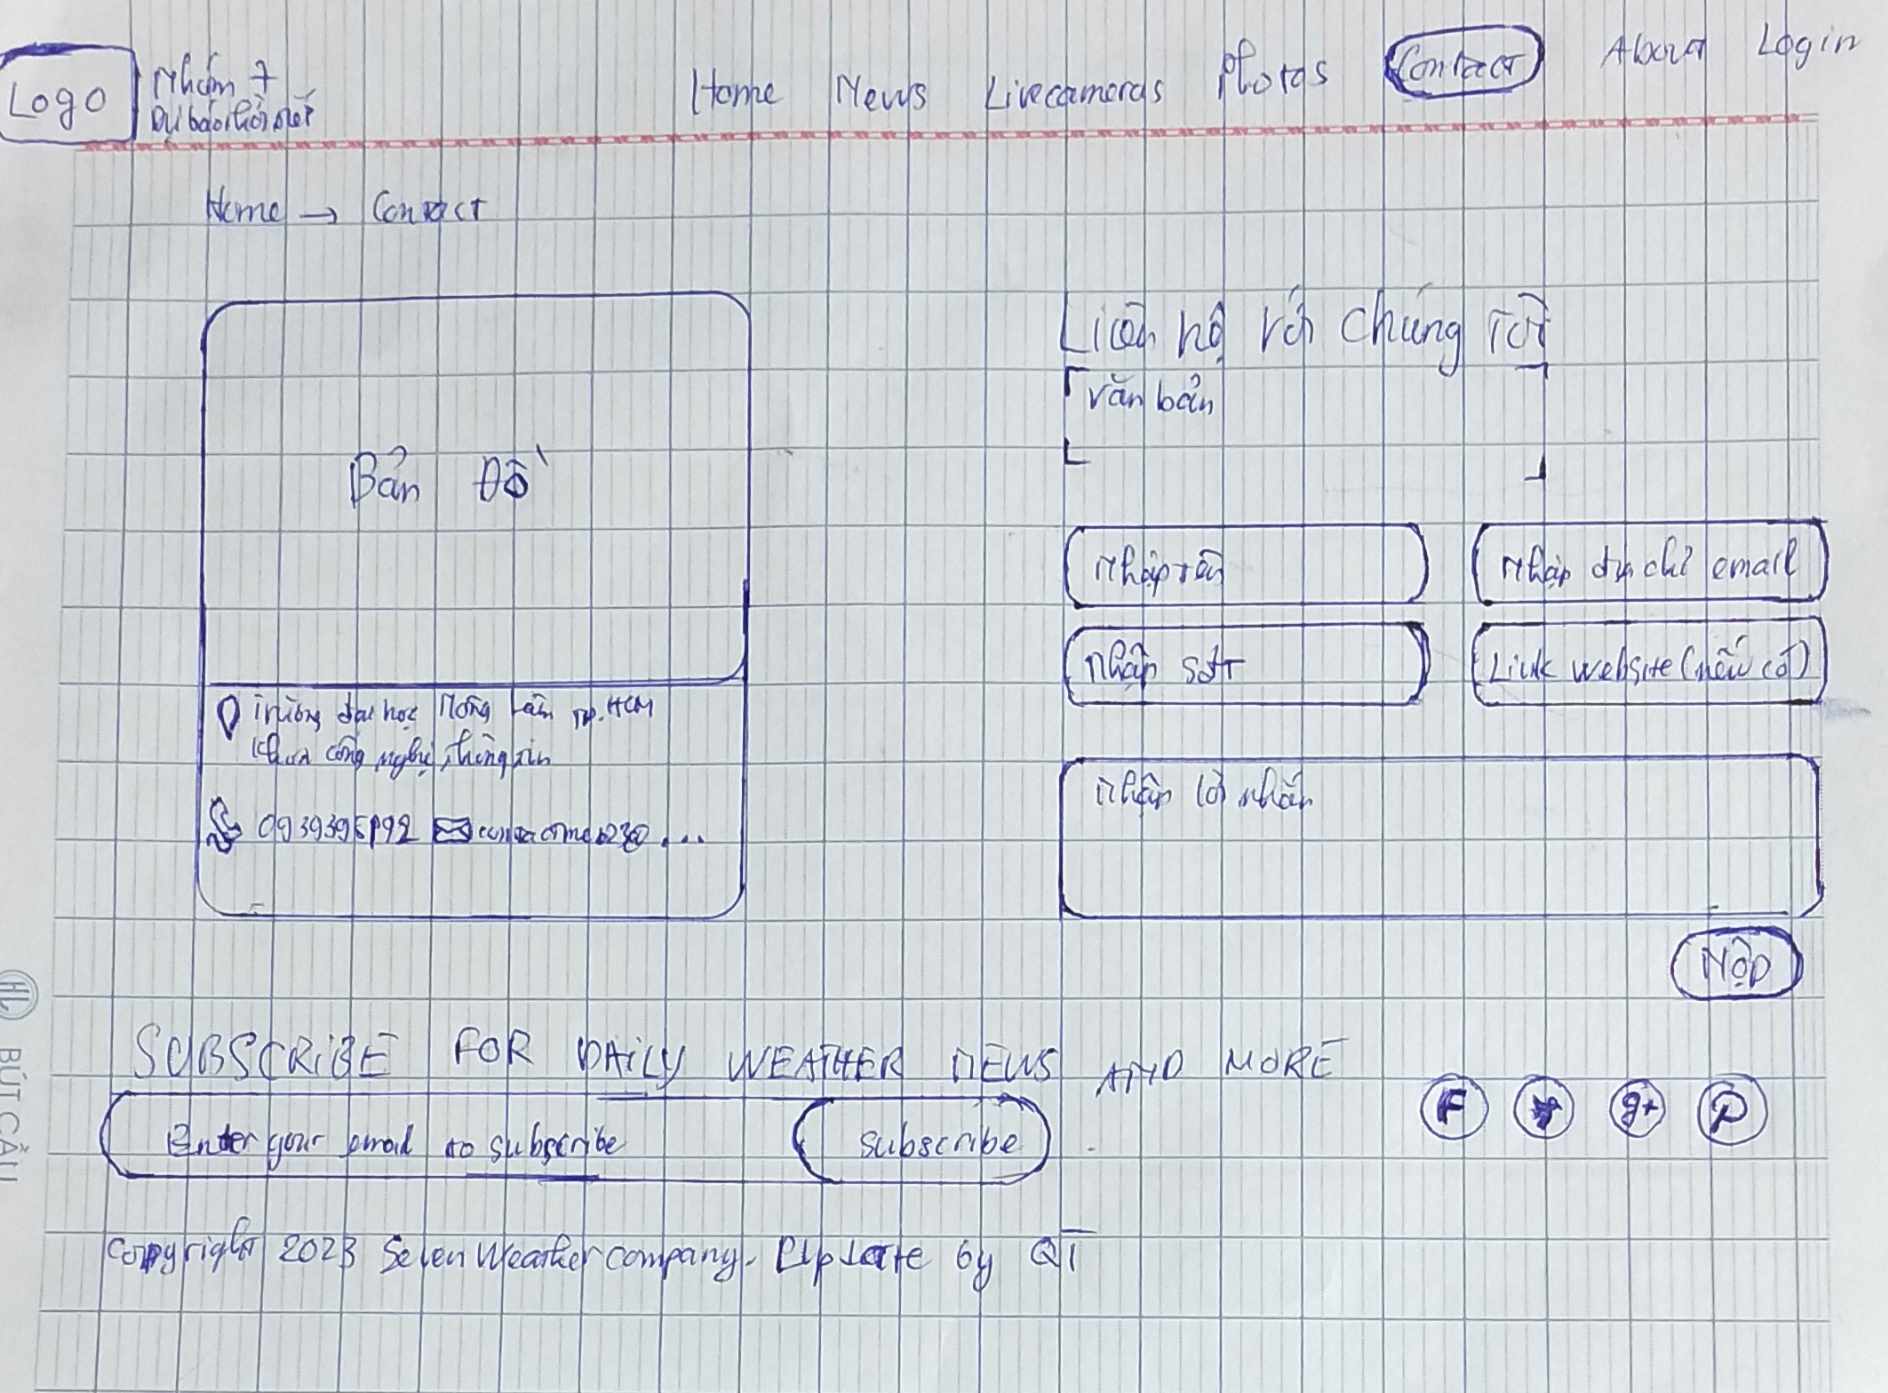 Logo
Nhóm 7
Dự báo thời tiết
Home News Livecameras Photos Contact About Login
Home → Contact
Bản Đồ
Trường đại học Nông Lâm TP.HCM
Khoa công nghệ thông tin
Liên hệ với chúng tôi
văn bản
Nhập tên
Nhập địa chỉ email
Nhập SĐT
Link website (nếu có)
Nhập lời nhắn
Nộp
SUBSCRIBE FOR DAILY WEATHER NEWS AND MORE
Enter your email to subscribe
subscribe
F g+ P
Copyright 2023 Seven Weather company. by QT
HL BÚT CẦU